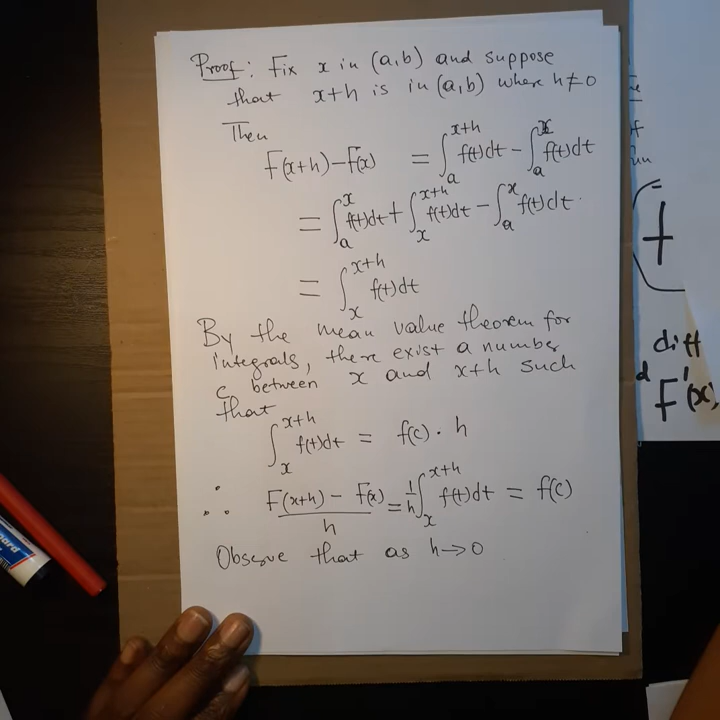 Proof: Fix x in (a,b) and suppose
that x+h is in (a,b) where h≠0
Then
F(x+h)-F(x) = ∫_a^{x+h} f(t)dt - ∫_a^x f(t)dt
= ∫_a^x f(t)dt + ∫_x^{x+h} f(t)dt - ∫_a^x f(t)dt.
= ∫_x^{x+h} f(t)dt
By the mean value theorem for
integrals, there exist a number
c between x and x+h such
that
∫_x^{x+h} f(t)dt = f(c)·h
∴ (F(x+h) - F(x))/h = 1/h ∫_x^{x+h} f(t)dt = f(c)
Observe that as h→0
diff
F'(x)